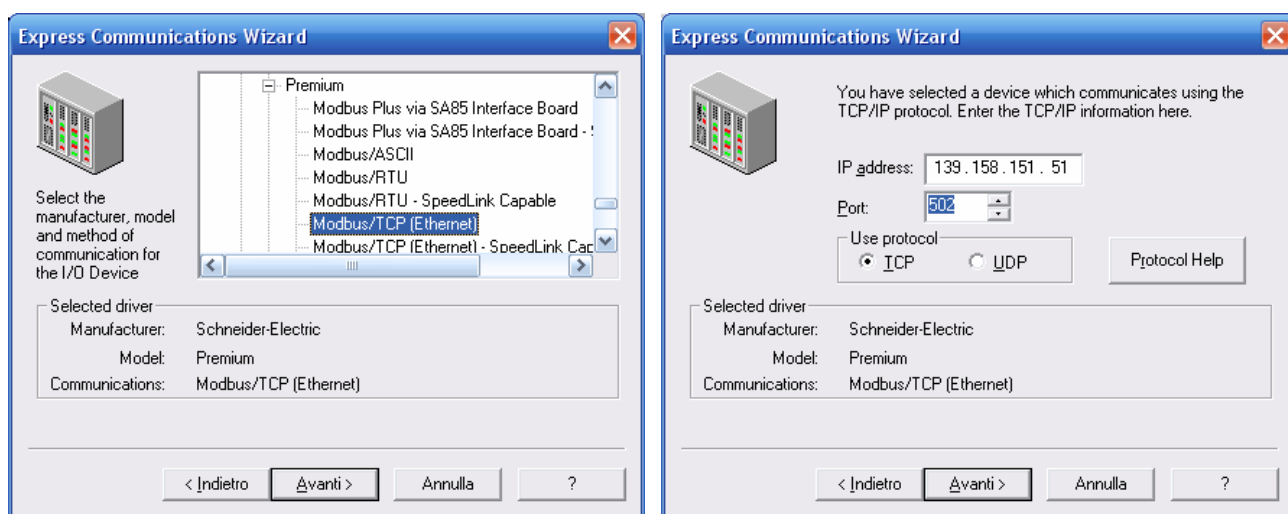 Express Communications Wizard
Premium
Modbus Plus via SA85 Interface Board
Modbus Plus via SA85 Interface Board -
Modbus/ASCII
Modbus/RTU
Modbus/RTU - SpeedLink Capable
Modbus/TCP (Ethernet)
Modbus/TCP (Ethernet) - SpeedLink Cap
Select the
manufacturer, model
and method of
communication for
the I/O Device
Selected driver
Manufacturer: Schneider-Electric
Model: Premium
Communications: Modbus/TCP (Ethernet)
< Indietro Avanti > Annulla ?
Express Communications Wizard
You have selected a device which communicates using the
TCP/IP protocol. Enter the TCP/IP information here.
IP address: 139 . 158 . 151 . 51
Port: 502
Use protocol
TCP UDP
Protocol Help
Selected driver
Manufacturer: Schneider-Electric
Model: Premium
Communications: Modbus/TCP (Ethernet)
< Indietro Avanti > Annulla ?